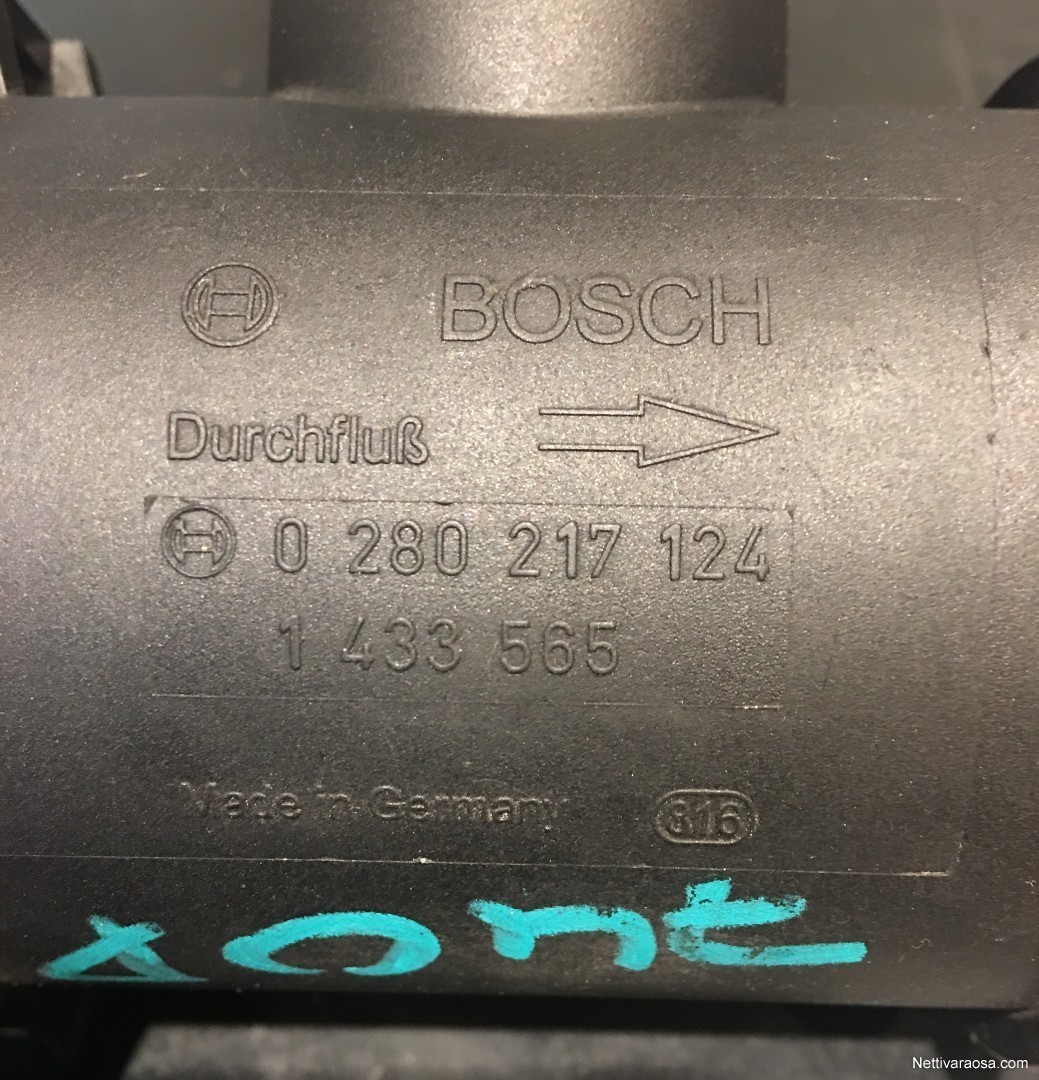 BOSCH
Durchfluß
0 280 217 124
1 433 565
Made in Germany 816
Nettivaraosa.com